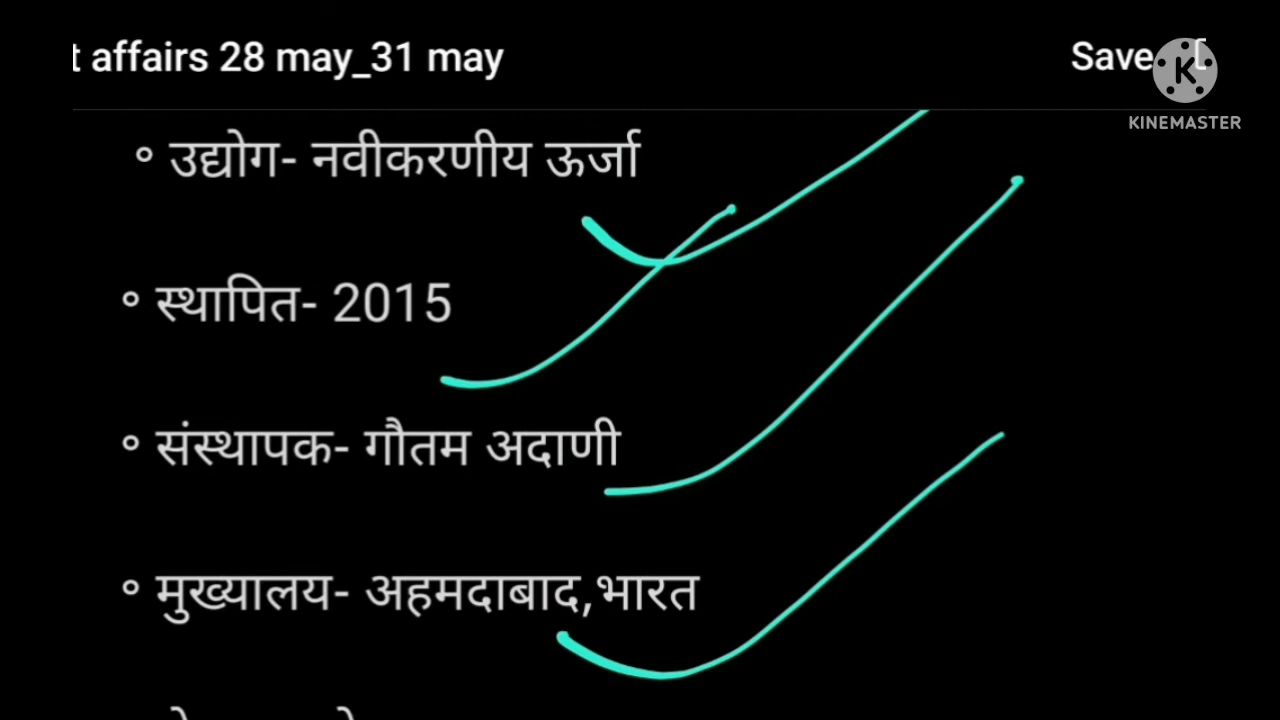 t affairs 28 may_31 may
Save
KINEMASTER
° उद्योग- नवीकरणीय ऊर्जा
° स्थापित- 2015
° संस्थापक- गौतम अदाणी
° मुख्यालय- अहमदाबाद,भारत